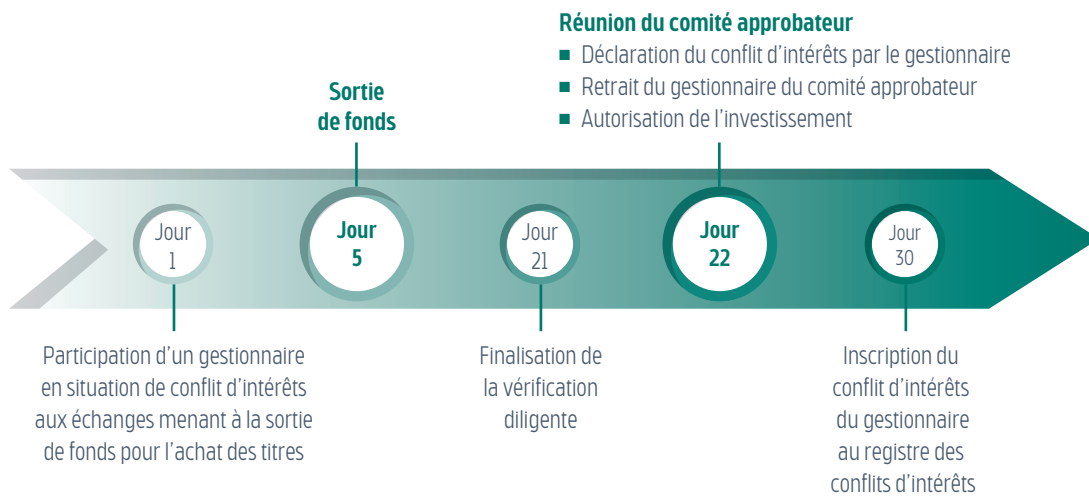 Réunion du comité approbateur
■ Déclaration du conflit d'intérêts par le gestionnaire
■ Retrait du gestionnaire du comité approbateur
■ Autorisation de l'investissement
Sortie
de fonds
Jour
1
Jour
5
Jour
21
Jour
22
Jour
30
Participation d'un gestionnaire
en situation de conflit d'intérêts
aux échanges menant à la sortie
de fonds pour l'achat des titres
Finalisation de
la vérification
diligente
Inscription du
conflit d'intérêts
du gestionnaire
au registre des
conflits d'intérêts